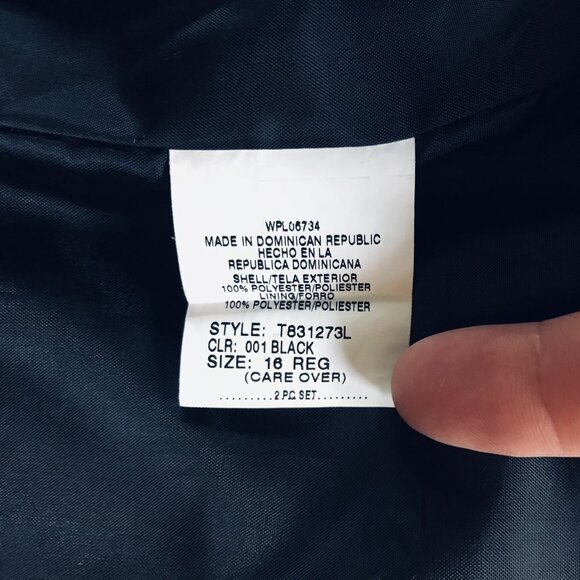 WPL06734
MADE IN DOMINICAN REPUBLIC
HECHO EN LA
REPUBLICA DOMINICANA
SHELL/TELA EXTERIOR
100% POLYESTER/POLIESTER
LINING/FORRO
100% POLYESTER/POLIESTER
STYLE: T831273L
CLR: 001 BLACK
SIZE: 16 REG
(CARE OVER)
.........2 PC SET.........